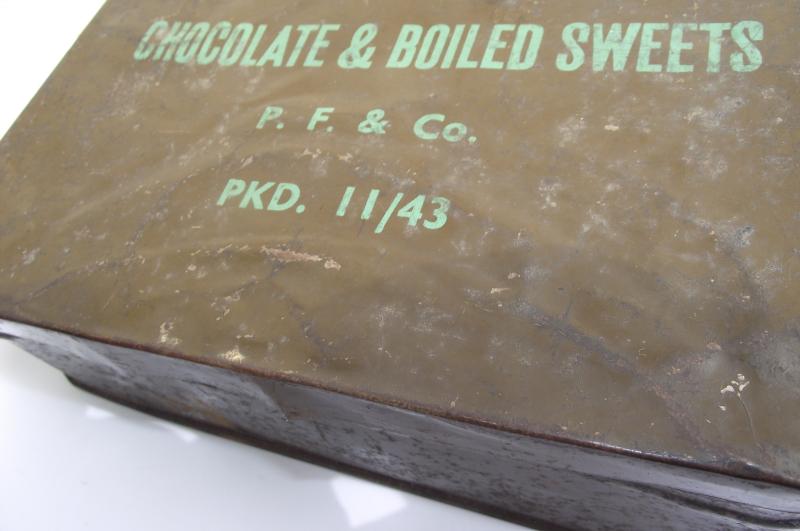 CHOCOLATE & BOILED SWEETS
P. F. & Co.
PKD. 11/43